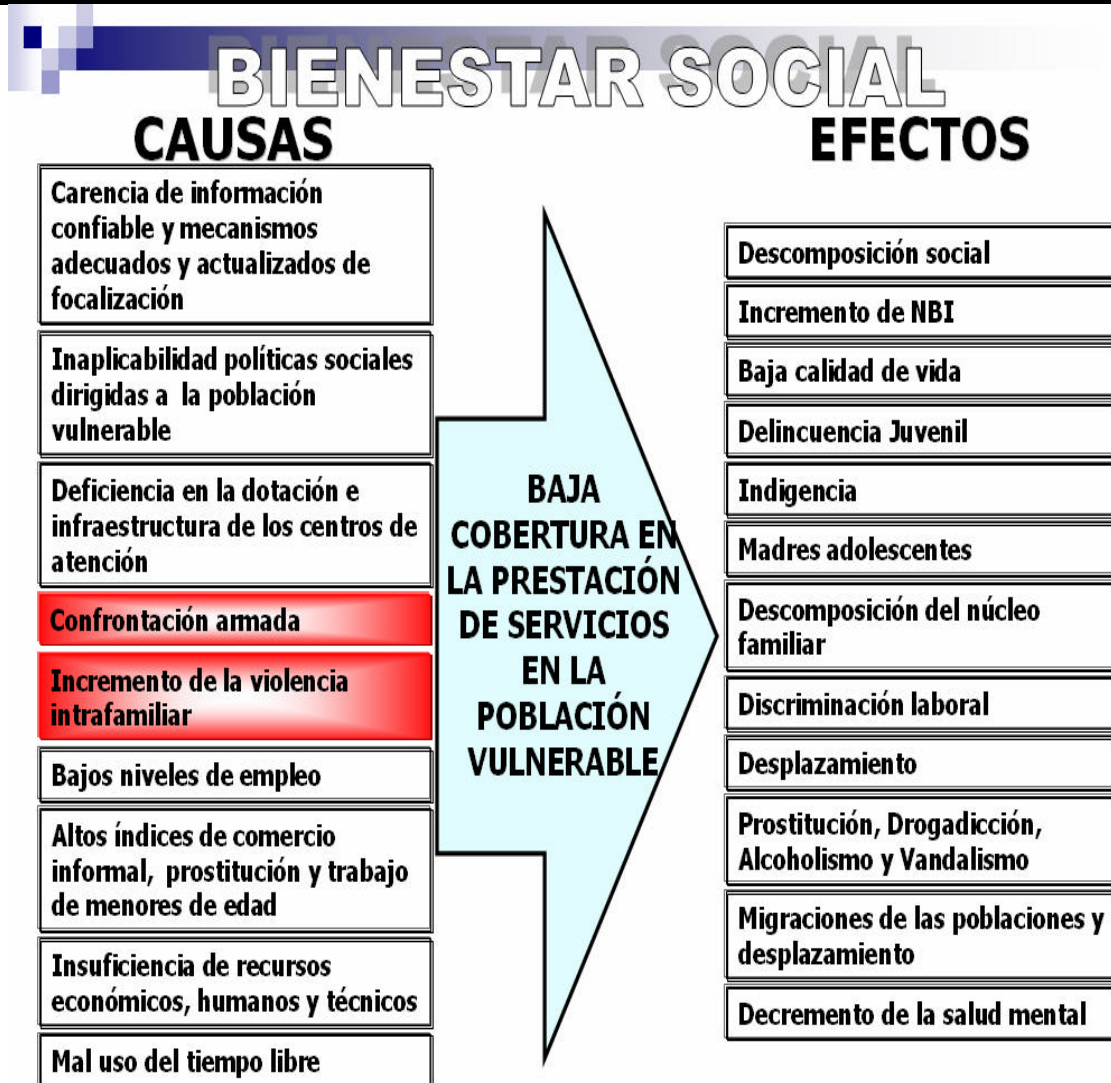 BIENESTAR SOCIAL
CAUSAS
Carencia de información
confiable y mecanismos
adecuados y actualizados de
focalización
Inaplicabilidad políticas sociales
dirigidas a la población
vulnerable
Deficiencia en la dotación e
infraestructura de los centros de
atención
Confrontación armada
Incremento de la violencia
intrafamiliar
Bajos niveles de empleo
Altos índices de comercio
informal, prostitución y trabajo
de menores de edad
Insuficiencia de recursos
económicos, humanos y técnicos
Mal uso del tiempo libre
BAJA
COBERTURA EN
LA PRESTACIÓN
DE SERVICIOS
EN LA
POBLACIÓN
VULNERABLE
EFECTOS
Descomposición social
Incremento de NBI
Baja calidad de vida
Delincuencia Juvenil
Indigencia
Madres adolescentes
Descomposición del núcleo
familiar
Discriminación laboral
Desplazamiento
Prostitución, Drogadicción,
Alcoholismo y Vandalismo
Migraciones de las poblaciones y
desplazamiento
Decremento de la salud mental